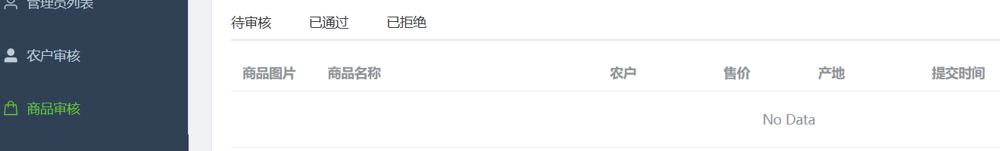 管理员列表
农户审核
商品审核
待审核 已通过 已拒绝
商品图片 商品名称 农户 售价 产地 提交时间
No Data